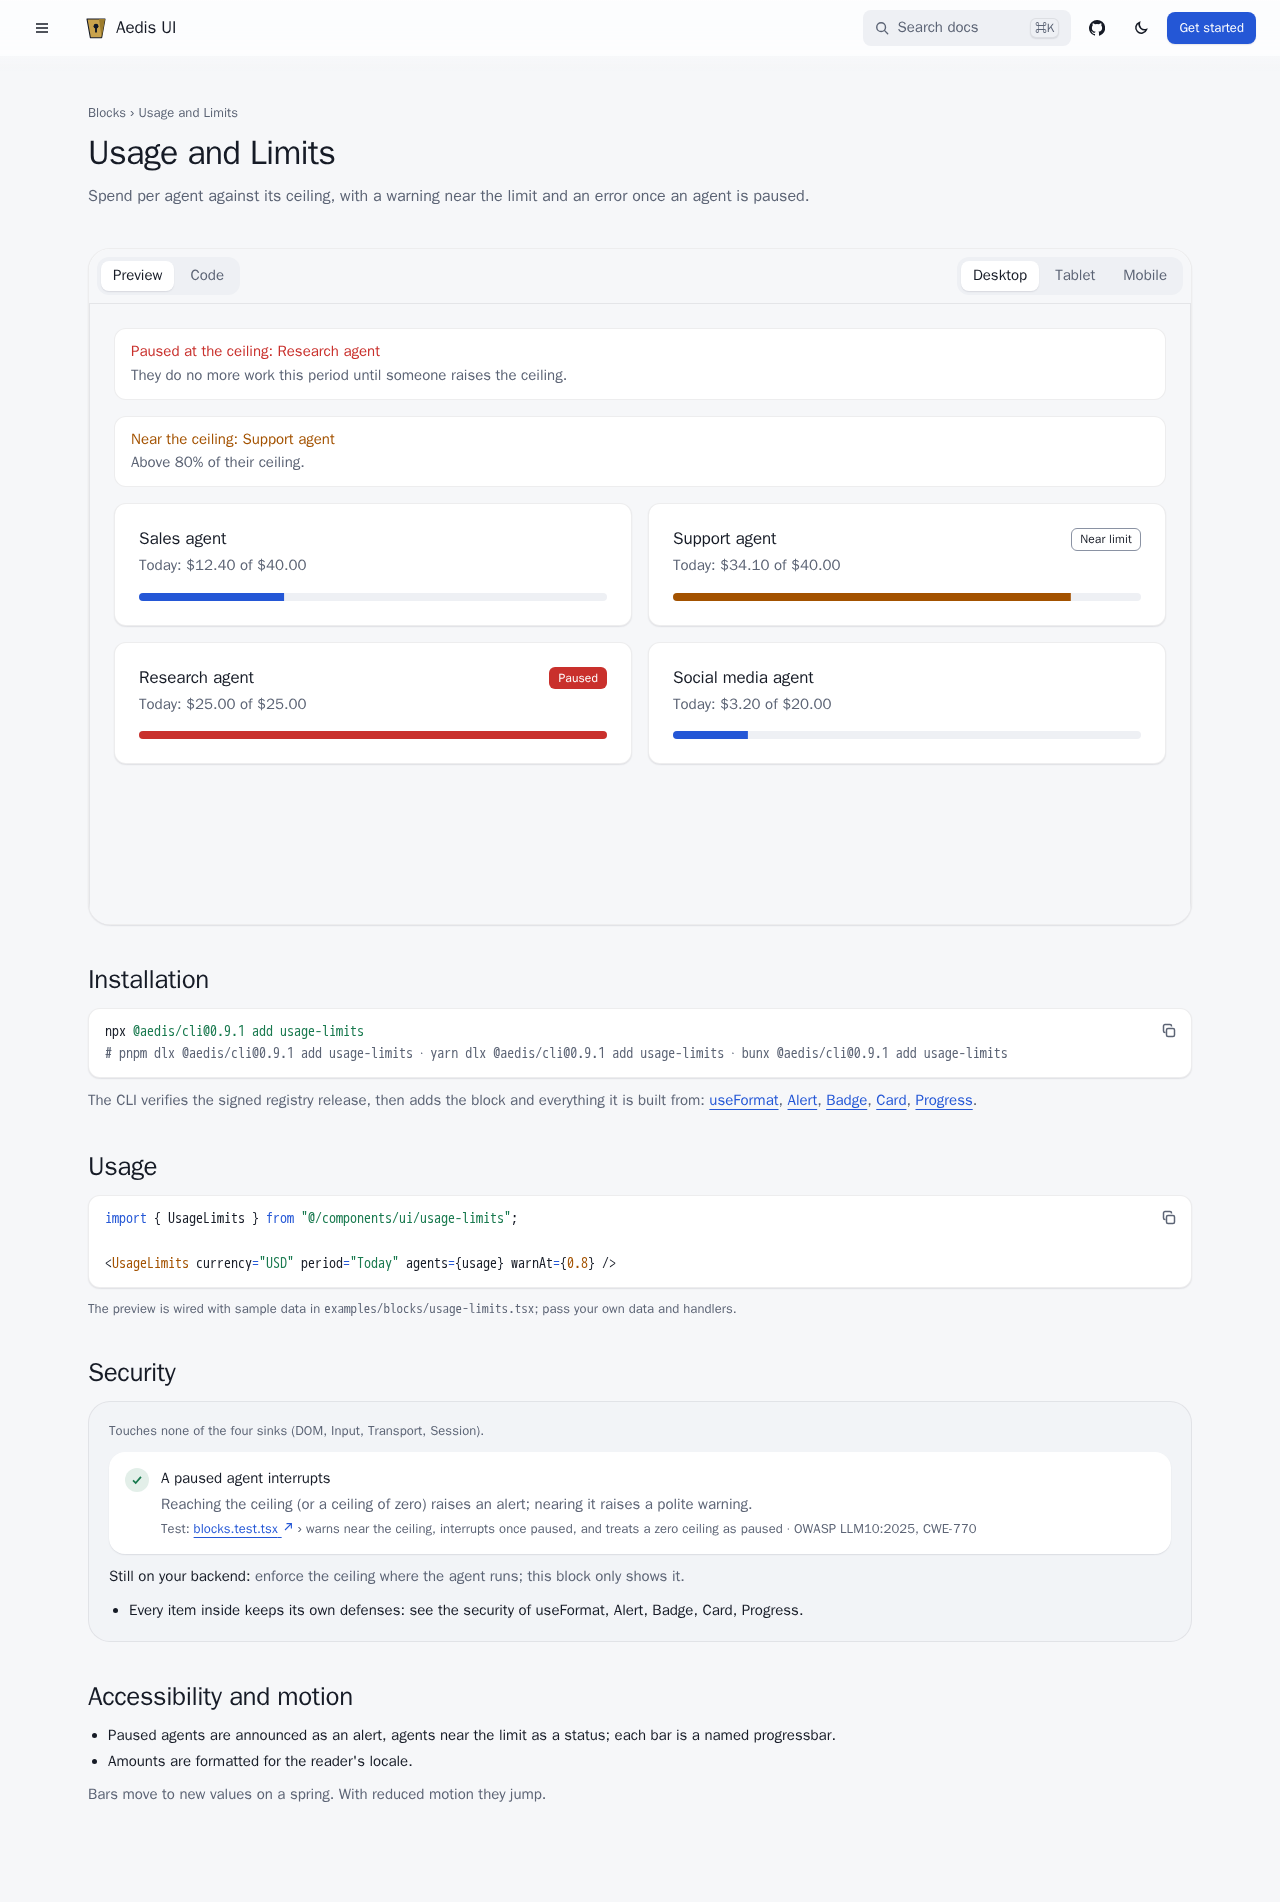 Aedis UI
Search docs
⌘K
Get started
Blocks › Usage and Limits
Usage and Limits
Spend per agent against its ceiling, with a warning near the limit and an error once an agent is paused.
Preview
Code
Desktop
Tablet
Mobile
Paused at the ceiling: Research agent
They do no more work this period until someone raises the ceiling.
Near the ceiling: Support agent
Above 80% of their ceiling.
Sales agent
Today: $12.40 of $40.00
Support agent
Near limit
Today: $34.10 of $40.00
Research agent
Paused
Today: $25.00 of $25.00
Social media agent
Today: $3.20 of $20.00
Installation
npx @aedis/cli@0.9.1 add usage-limits
# pnpm dlx @aedis/cli@0.9.1 add usage-limits · yarn dlx @aedis/cli@0.9.1 add usage-limits · bunx @aedis/cli@0.9.1 add usage-limits
The CLI verifies the signed registry release, then adds the block and everything it is built from: useFormat, Alert, Badge, Card, Progress.
Usage
import { UsageLimits } from "@/components/ui/usage-limits";
<UsageLimits currency="USD" period="Today" agents={usage} warnAt={0.8} />
The preview is wired with sample data in examples/blocks/usage-limits.tsx; pass your own data and handlers.
Security
Touches none of the four sinks (DOM, Input, Transport, Session).
A paused agent interrupts
Reaching the ceiling (or a ceiling of zero) raises an alert; nearing it raises a polite warning.
Test: blocks.test.tsx ↗ › warns near the ceiling, interrupts once paused, and treats a zero ceiling as paused · OWASP LLM10:2025, CWE-770
Still on your backend: enforce the ceiling where the agent runs; this block only shows it.
• Every item inside keeps its own defenses: see the security of useFormat, Alert, Badge, Card, Progress.
Accessibility and motion
• Paused agents are announced as an alert, agents near the limit as a status; each bar is a named progressbar.
• Amounts are formatted for the reader's locale.
Bars move to new values on a spring. With reduced motion they jump.